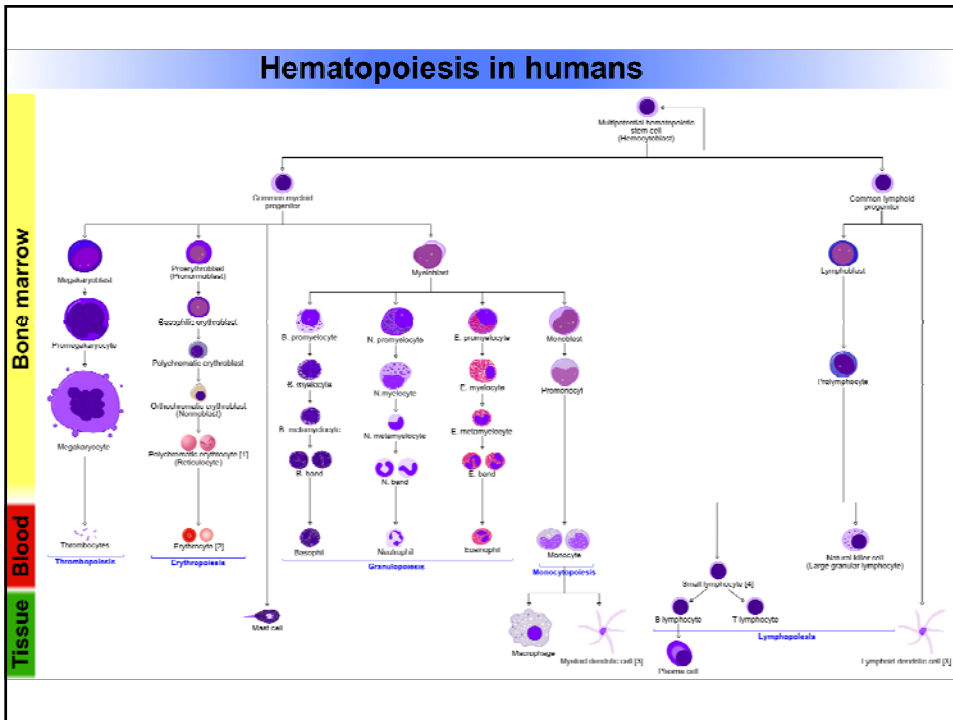 Hematopoiesis in humans
Bone marrow
Blood
Tissue
Multipotential hematopoietic
stem cell
(Hemocytoblast)
Common myeloid
progenitor
Common lymphoid
progenitor
Megakaryoblast
Proerythroblast
(Pronormoblast)
Myeloblast
Lymphoblast
Promegakaryocyte
Basophilic erythroblast
B. promyelocyte
N. promyelocyte
E. promyelocyte
Monoblast
Polychromatic erythroblast
B. myelocyte
N.myelocyte
E. myelocyte
Promonocyt
Prolymphocyte
Orthochromatic erythroblast
(Normoblast)
B. metamyelocyte
N. metamyelocyte
E. metamyelocyte
Megakaryocyte
Polychromatic erythrocyte [1]
(Reticulocyte)
B. band
N. band
E. band
Thrombocytes
Erythrocyte [2]
Basophil
Neutrophil
Eosinophil
Monocyte
Natural killer cell
(Large granular lymphocyte)
Thrombopoiesis
Erythropoiesis
Granulopoiesis
Monocytopoiesis
Small lymphocyte [4]
Mast cell
B lymphocyte
T lymphocyte
Lymphopoiesis
Macrophage
Myeloid dendritic cell [3]
Plasma cell
Lymphoid dendritic cell [3]